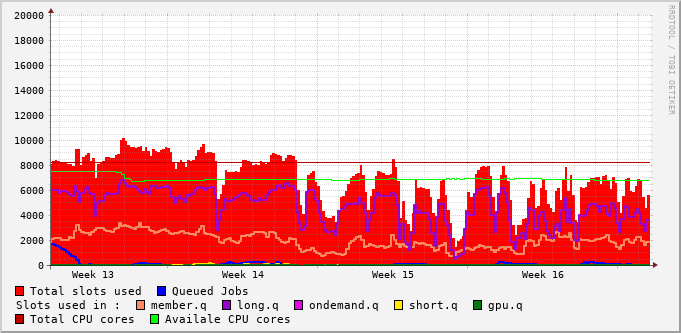 RRDTOOL / TOBI OETIKER
20000
18000
16000
14000
12000
10000
8000
6000
4000
2000
0
Week 13 Week 14 Week 15 Week 16
Total slots used Queued Jobs
Slots used in : member.q long.q ondemand.q short.q gpu.q
Total CPU cores Availale CPU cores